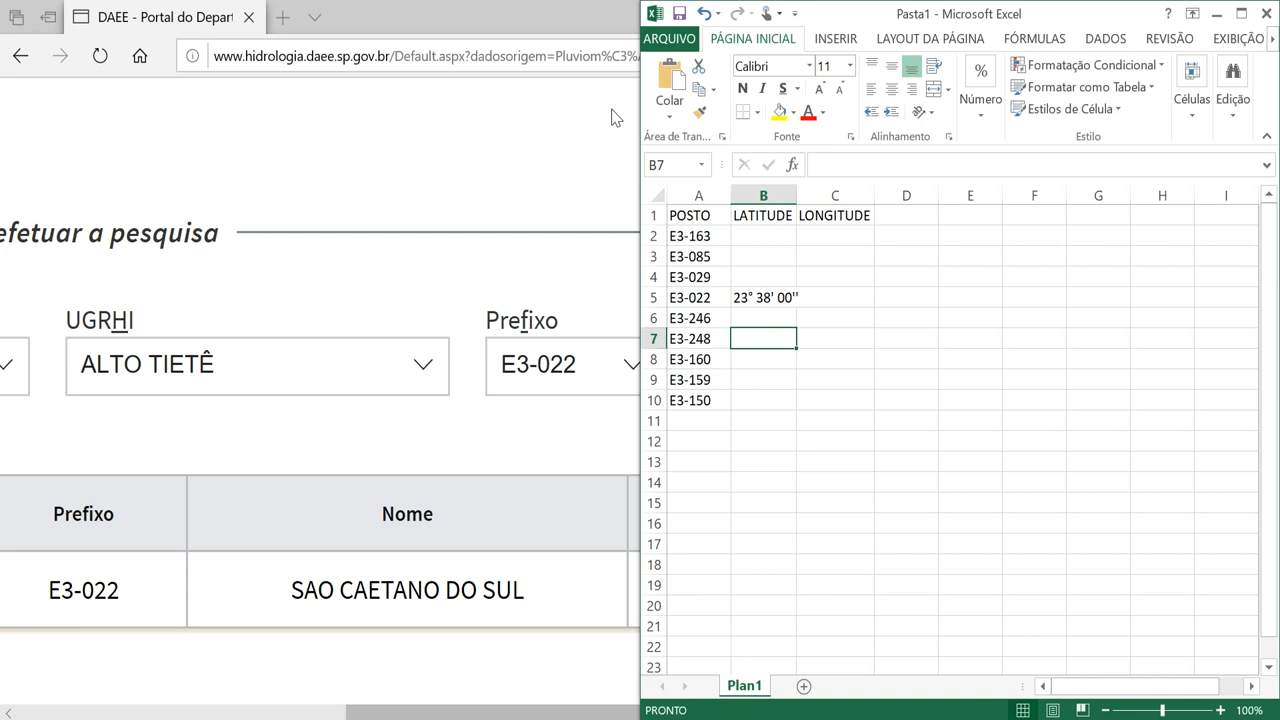 DAEE - Portal do Depart
www.hidrologia.daee.sp.gov.br/Default.aspx?dadosorigem=Pluviom%C3%
efetuar a pesquisa
UGRHI
Prefixo
ALTO TIETÊ
E3-022
Prefixo
Nome
E3-022
SAO CAETANO DO SUL
Pasta1 - Microsoft Excel
ARQUIVO
PÁGINA INICIAL
INSERIR
LAYOUT DA PÁGINA
FÓRMULAS
DADOS
REVISÃO
EXIBIÇÃO
Colar
Calibri
11
N I S
A A
A
%
Número
Formatação Condicional
Formatar como Tabela
Estilos de Célula
Células
Edição
Área de Tran...
Fonte
Alinhamento
Estilo
B7
fx
A B C D E F G H I
1 POSTO LATITUDE LONGITUDE
2 E3-163
3 E3-085
4 E3-029
5 E3-022 23° 38' 00''
6 E3-246
7 E3-248
8 E3-160
9 E3-159
10 E3-150
11
12
13
14
15
16
17
18
19
20
21
22
23
Plan1
PRONTO
100%